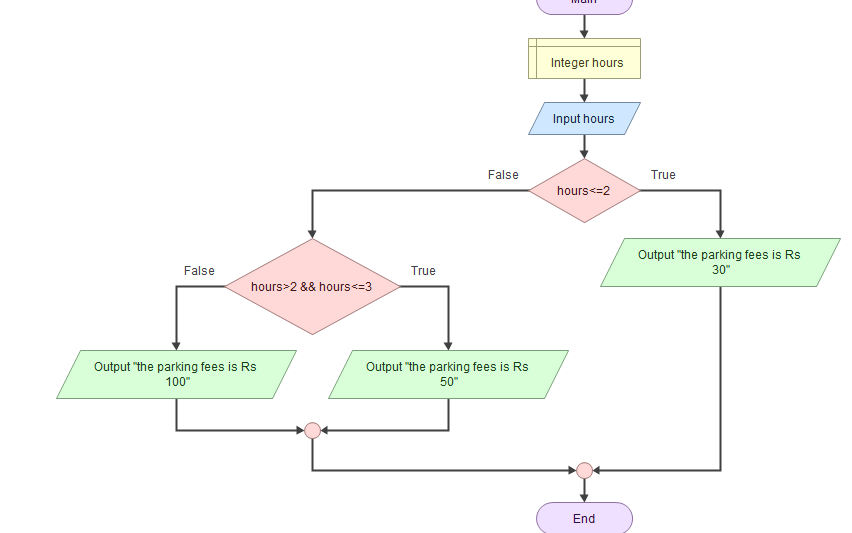 Main
Integer hours
Input hours
False
True
hours<=2
Output "the parking fees is Rs
30"
False
True
hours>2 && hours<=3
Output "the parking fees is Rs
100"
Output "the parking fees is Rs
50"
End